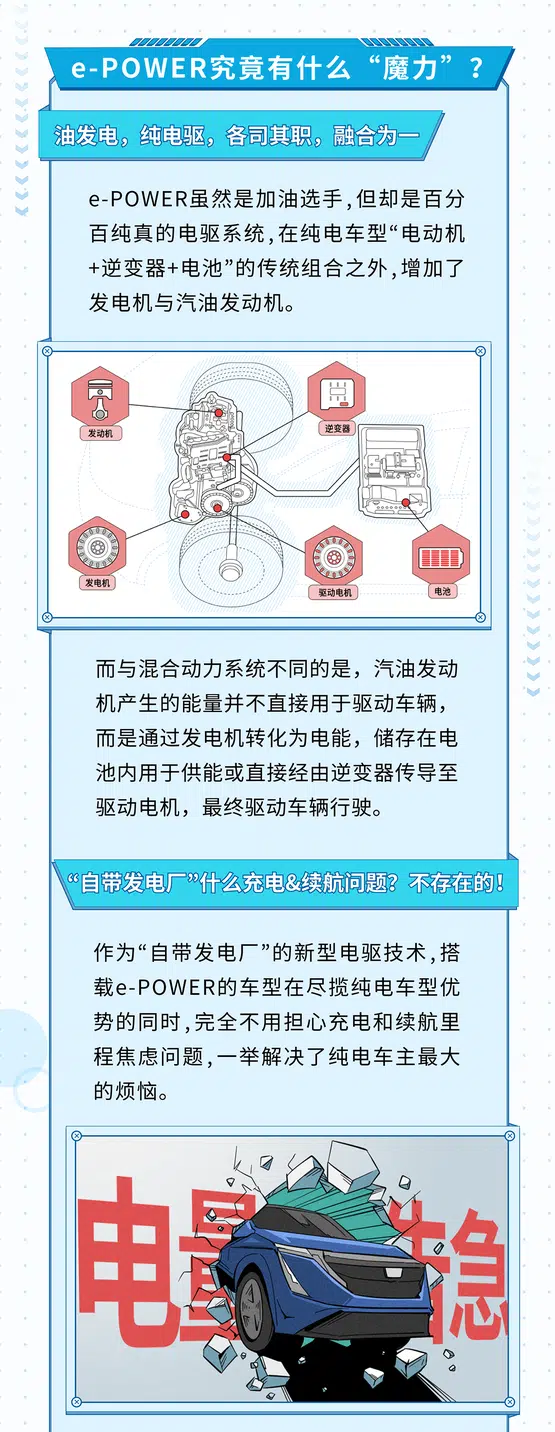 e-POWER究竟有什么“魔力”?
油发电，纯电驱，各司其职，融合为一
e-POWER虽然是加油选手,但却是百分
百纯真的电驱系统,在纯电车型“电动机
+逆变器+电池”的传统组合之外,增加了
发电机与汽油发动机。
发动机
逆变器
发电机
驱动电机
电池
而与混合动力系统不同的是，汽油发动
机产生的能量并不直接用于驱动车辆，
而是通过发电机转化为电能，储存在电
池内用于供能或直接经由逆变器传导至
驱动电机，最终驱动车辆行驶。
“自带发电厂”什么充电&续航问题？不存在的！
作为“自带发电厂”的新型电驱技术,搭
载e-POWER的车型在尽揽纯电车型优
势的同时,完全不用担心充电和续航里
程焦虑问题,一举解决了纯电车主最大
的烦恼。
电量告急